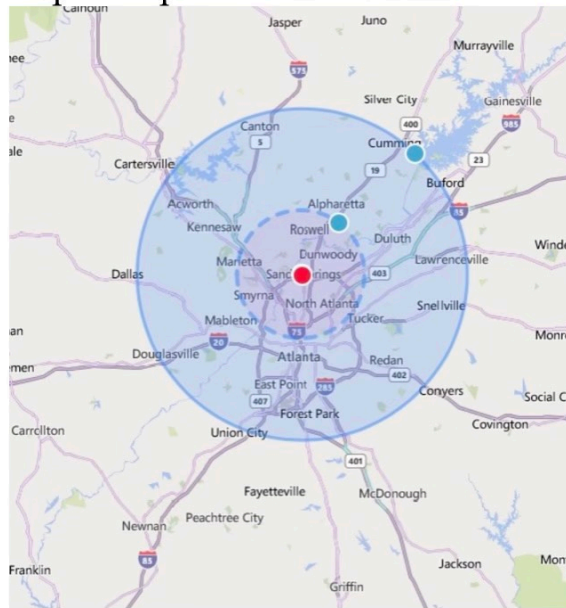 Calhoun
Jasper
Juno
Murrayville
575
Silver City
Gainesville
400
985
Canton
Cumming
5
Cartersville
19
23
Buford
Acworth
Alpharetta
85
Kennesaw
Roswell
Duluth
Marietta
Dunwoody
Lawrenceville
403
Dallas
Smyrna
North Atlanta
Snellville
Mableton
Tucker
75
20
Douglasville
Atlanta
Redan
402
East Point
285
Conyers
407
Forest Park
Social C
Carrollton
Union City
Covington
401
Fayetteville
McDonough
Newnan
Peachtree City
85
Jackson
Franklin
Griffin